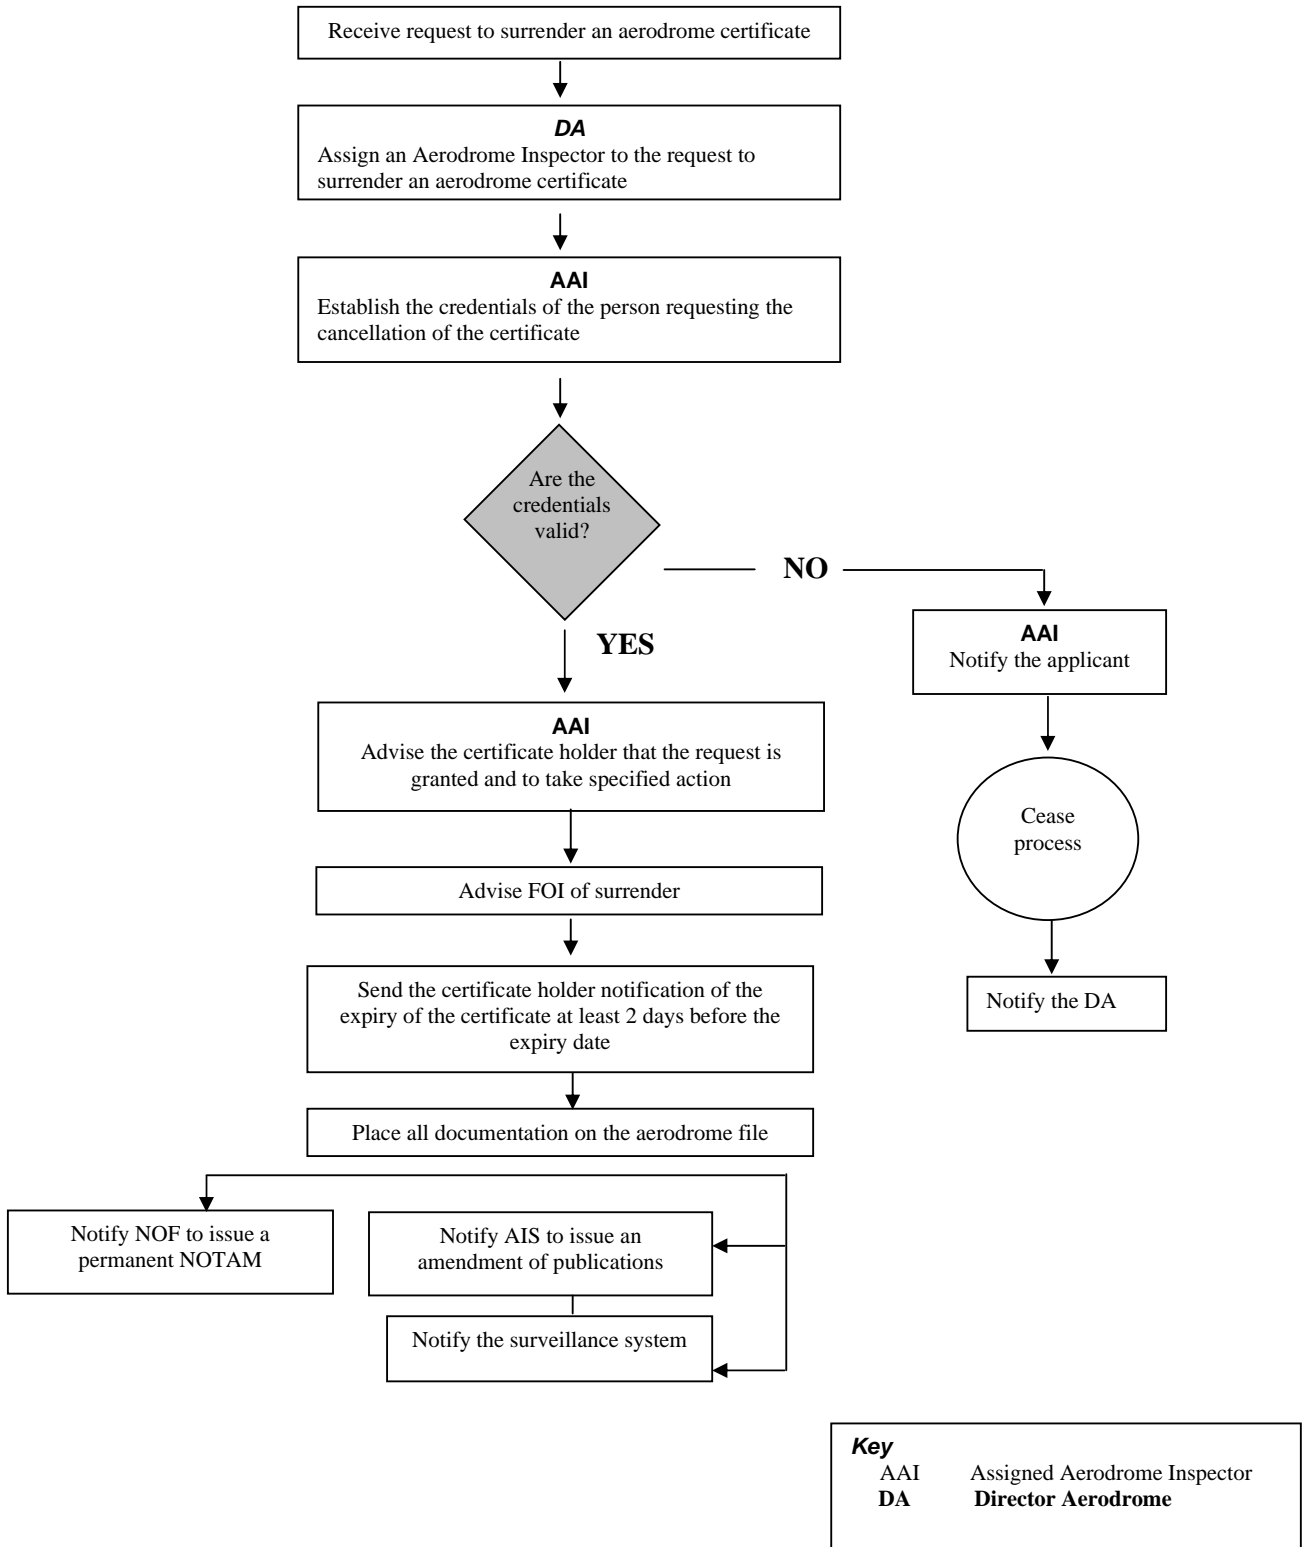 Receive request to surrender an aerodrome certificate
DA
Assign an Aerodrome Inspector to the request to
surrender an aerodrome certificate
AAI
Establish the credentials of the person requesting the
cancellation of the certificate
Are the
credentials
valid?
NO
YES
AAI
Notify the applicant
AAI
Advise the certificate holder that the request is
granted and to take specified action
Cease
process
Advise FOI of surrender
Send the certificate holder notification of the
expiry of the certificate at least 2 days before the
expiry date
Notify the DA
Place all documentation on the aerodrome file
Notify NOF to issue a
permanent NOTAM
Notify AIS to issue an
amendment of publications
Notify the surveillance system
Key
AAI Assigned Aerodrome Inspector
DA Director Aerodrome